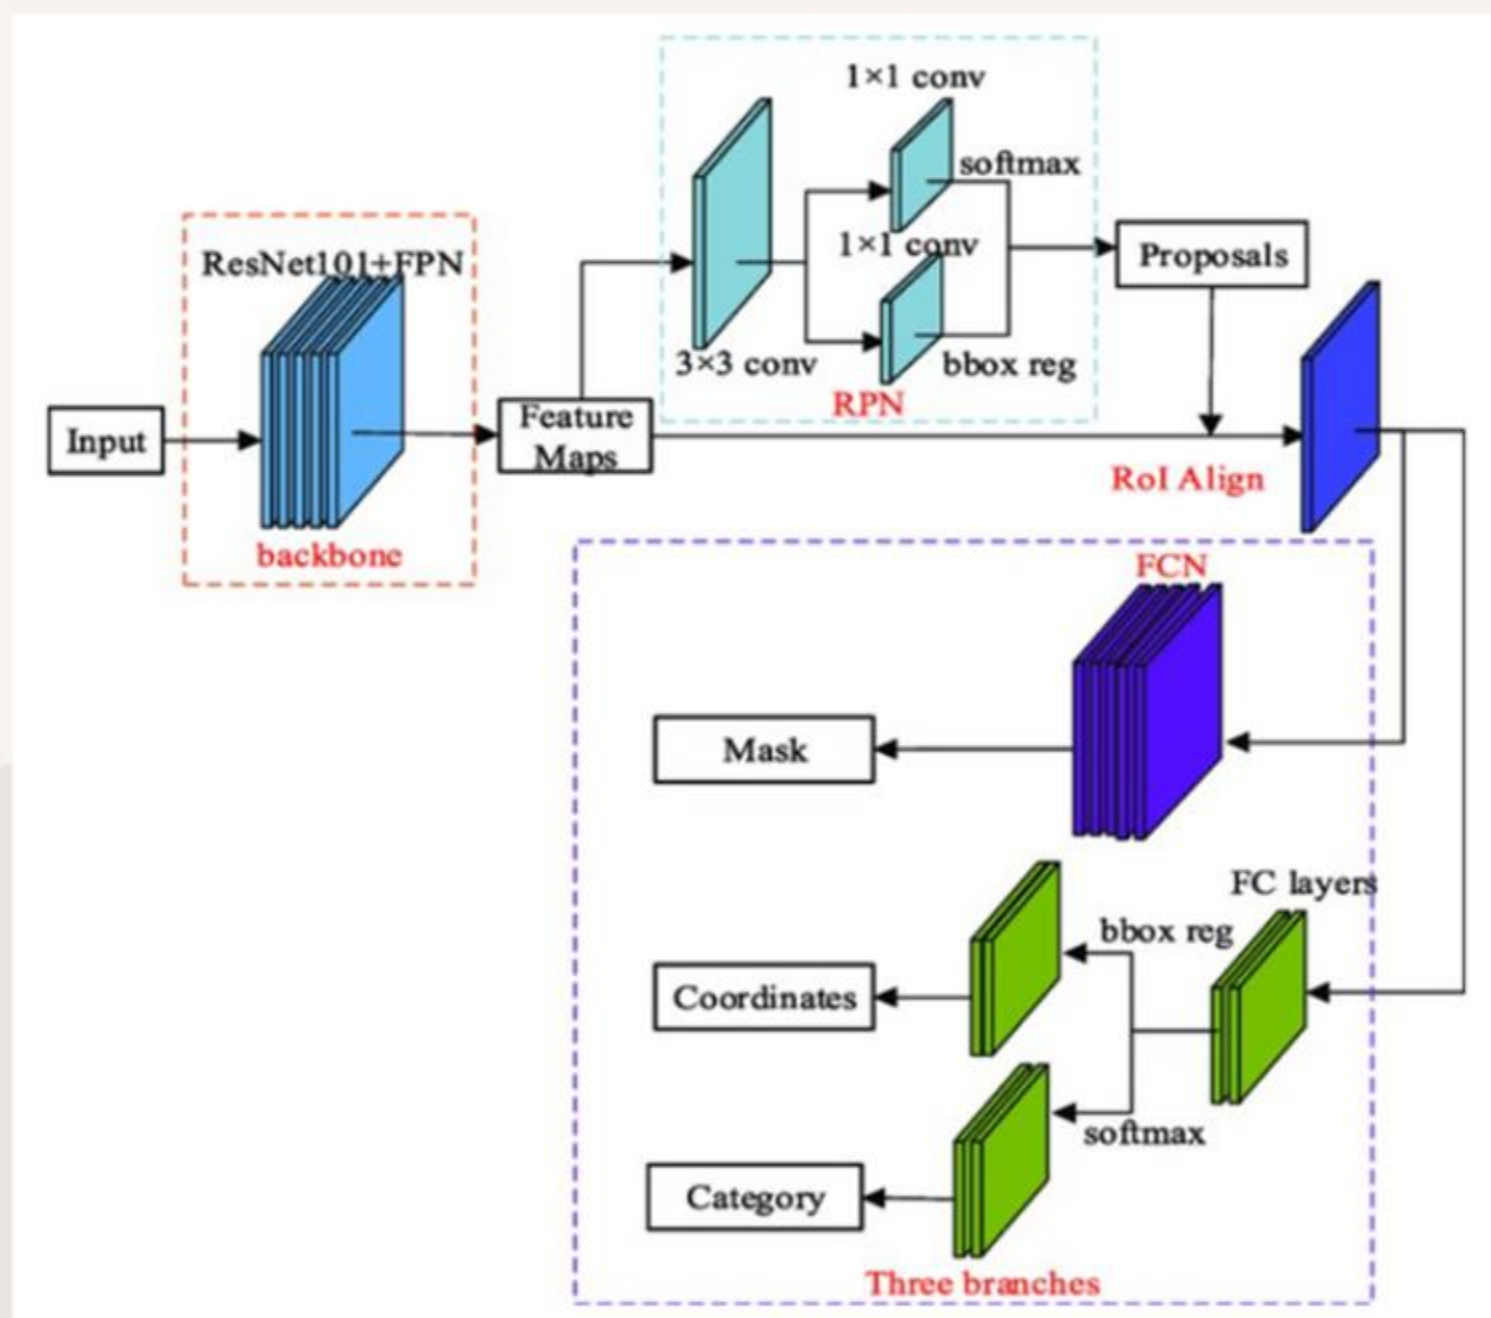 1×1 conv
softmax
1×1 conv
3×3 conv
bbox reg
RPN
ResNet101+FPN
backbone
Input
Feature
Maps
Proposals
RoI Align
FCN
Mask
FC layers
bbox reg
Coordinates
softmax
Category
Three branches